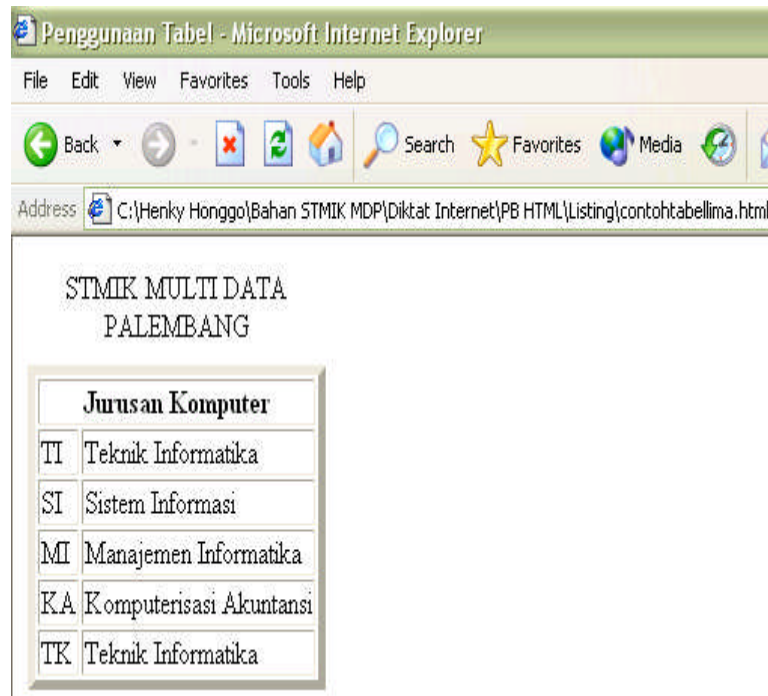 Penggunaan Tabel - Microsoft Internet Explorer
File Edit View Favorites Tools Help
Back Search Favorites Media
Address C:\Henky Honggo\Bahan STMIK MDP\Diktat Internet\PB HTML\Listing\contohtabellima.html
STMIK MULTI DATA
PALEMBANG
Jurusan Komputer
TI Teknik Informatika
SI Sistem Informasi
MI Manajemen Informatika
KA Komputerisasi Akuntansi
TK Teknik Informatika